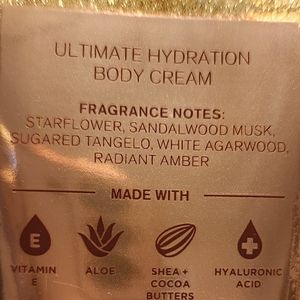 ULTIMATE HYDRATION
BODY CREAM
FRAGRANCE NOTES:
STARFLOWER, SANDALWOOD MUSK,
SUGARED TANGELO, WHITE AGARWOOD,
RADIANT AMBER
MADE WITH
E
VITAMIN
E
ALOE
SHEA +
COCOA
BUTTERS
HYALURONIC
ACID